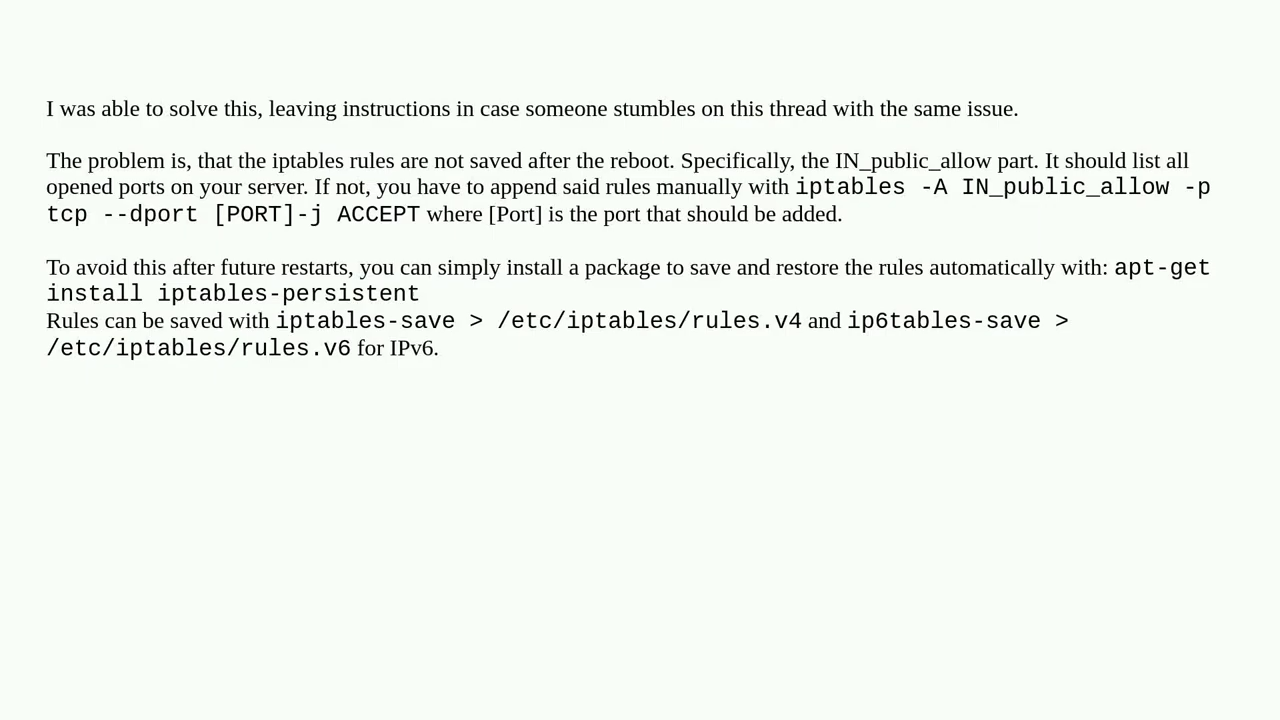 I was able to solve this, leaving instructions in case someone stumbles on this thread with the same issue.
The problem is, that the iptables rules are not saved after the reboot. Specifically, the IN_public_allow part. It should list all
opened ports on your server. If not, you have to append said rules manually with iptables -A IN_public_allow -p
tcp --dport [PORT]-j ACCEPT where [Port] is the port that should be added.
To avoid this after future restarts, you can simply install a package to save and restore the rules automatically with: apt-get
install iptables-persistent
Rules can be saved with iptables-save > /etc/iptables/rules.v4 and ip6tables-save >
/etc/iptables/rules.v6 for IPv6.